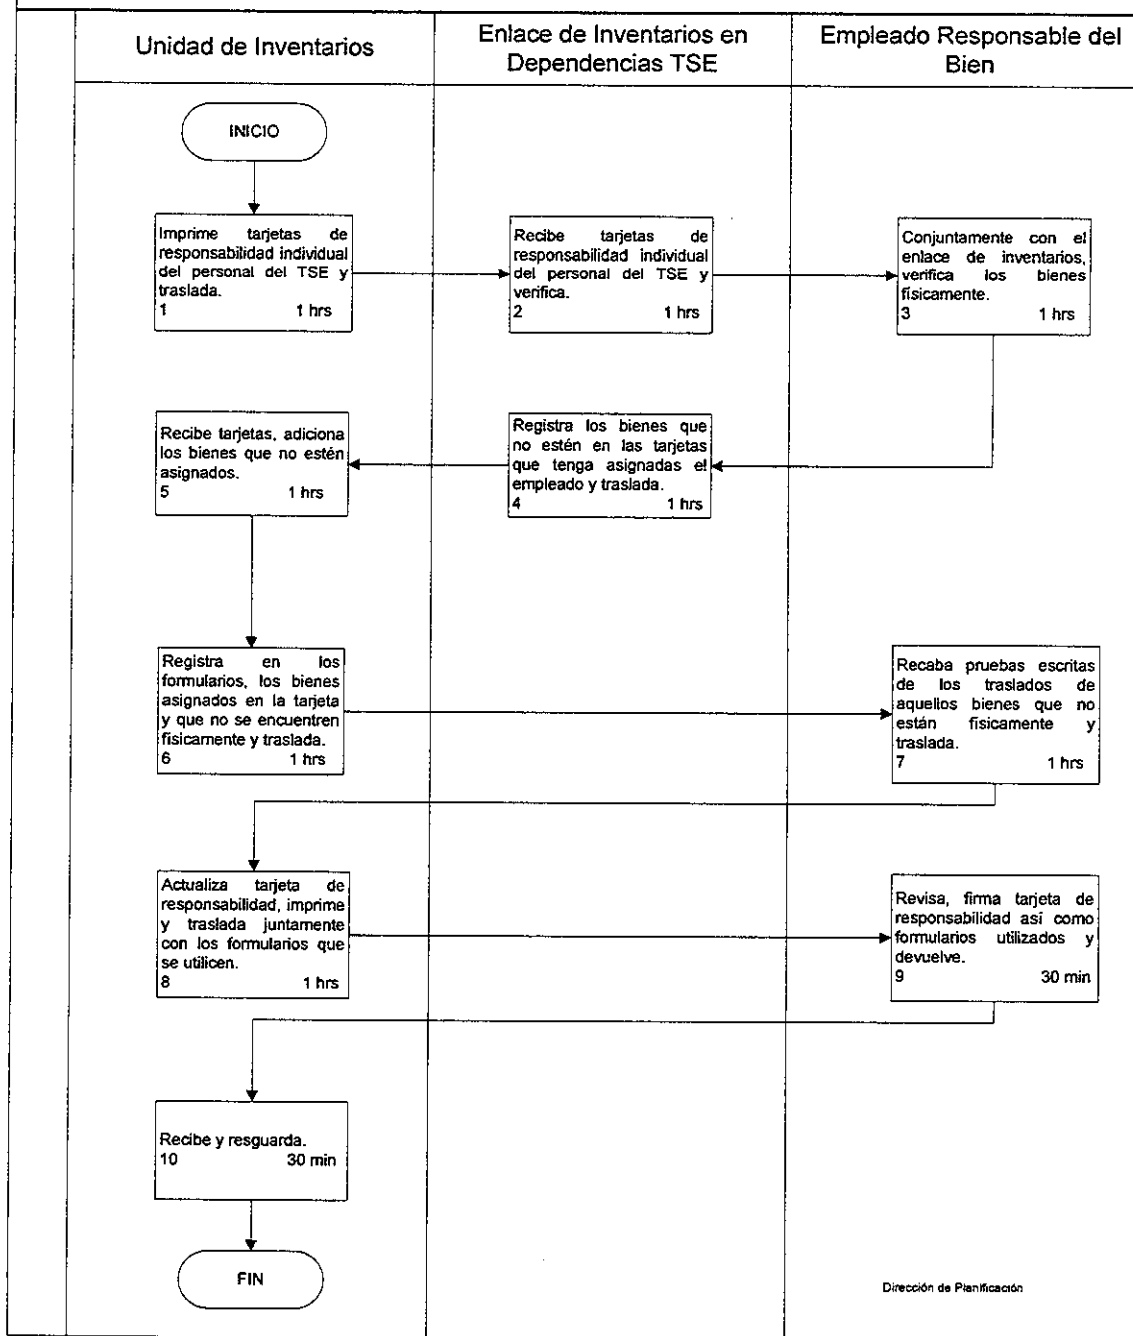 Unidad de Inventarios
Enlace de Inventarios en
Dependencias TSE
Empleado Responsable del
Bien
INICIO
Imprime tarjetas de
responsabilidad individual
del personal del TSE y
traslada.
1 1 hrs
Recibe tarjetas de
responsabilidad individual
del personal del TSE y
verifica.
2 1 hrs
Conjuntamente con el
enlace de inventarios,
verifica los bienes
físicamente.
3 1 hrs
Registra los bienes que
no estén en las tarjetas
que tenga asignadas el
empleado y traslada.
4 1 hrs
Recibe tarjetas, adiciona
los bienes que no estén
asignados.
5 1 hrs
Registra en los
formularios, los bienes
asignados en la tarjeta
y que no se encuentren
físicamente y traslada.
6 1 hrs
Recaba pruebas escritas
de los traslados de
aquellos bienes que no
están físicamente y
traslada.
7 1 hrs
Actualiza tarjeta de
responsabilidad, imprime
y traslada juntamente
con los formularios que
se utilicen.
8 1 hrs
Revisa, firma tarjeta de
responsabilidad así como
formularios utilizados y
devuelve.
9 30 min
Recibe y resguarda.
10 30 min
FIN
Dirección de Planificación